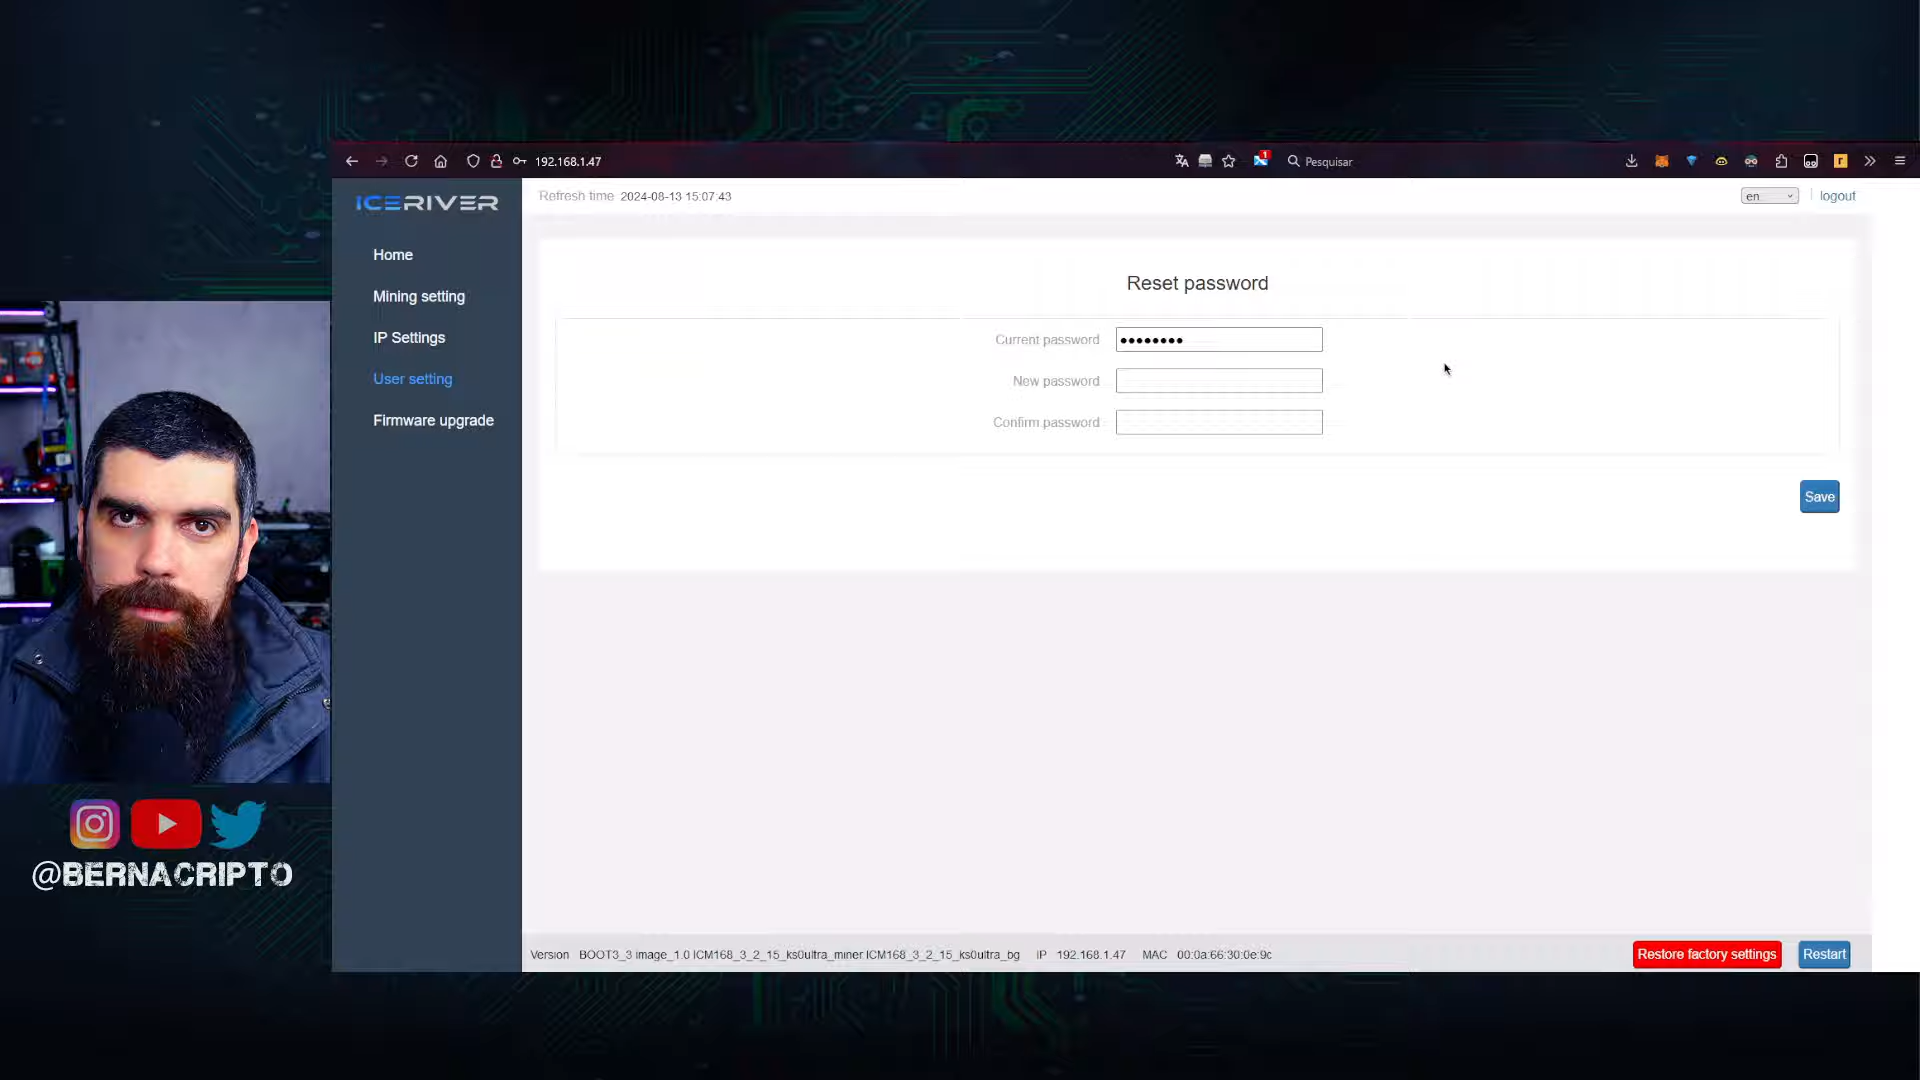 192.168.1.47
1
Pesquisar
ICERIVER
Refresh time 2024-08-13 15:07:43
en
logout
Home
Mining setting
IP Settings
User setting
Firmware upgrade
Reset password
Current password
New password
Confirm password
Save
@BERNACRIPTO
Version BOOT3_3 image_1.0 ICM168_3_2_15_ks0ultra_miner ICM168_3_2_15_ks0ultra_bg IP 192.168.1.47 MAC 00:0a:66:30:0e:9c
Restore factory settings
Restart